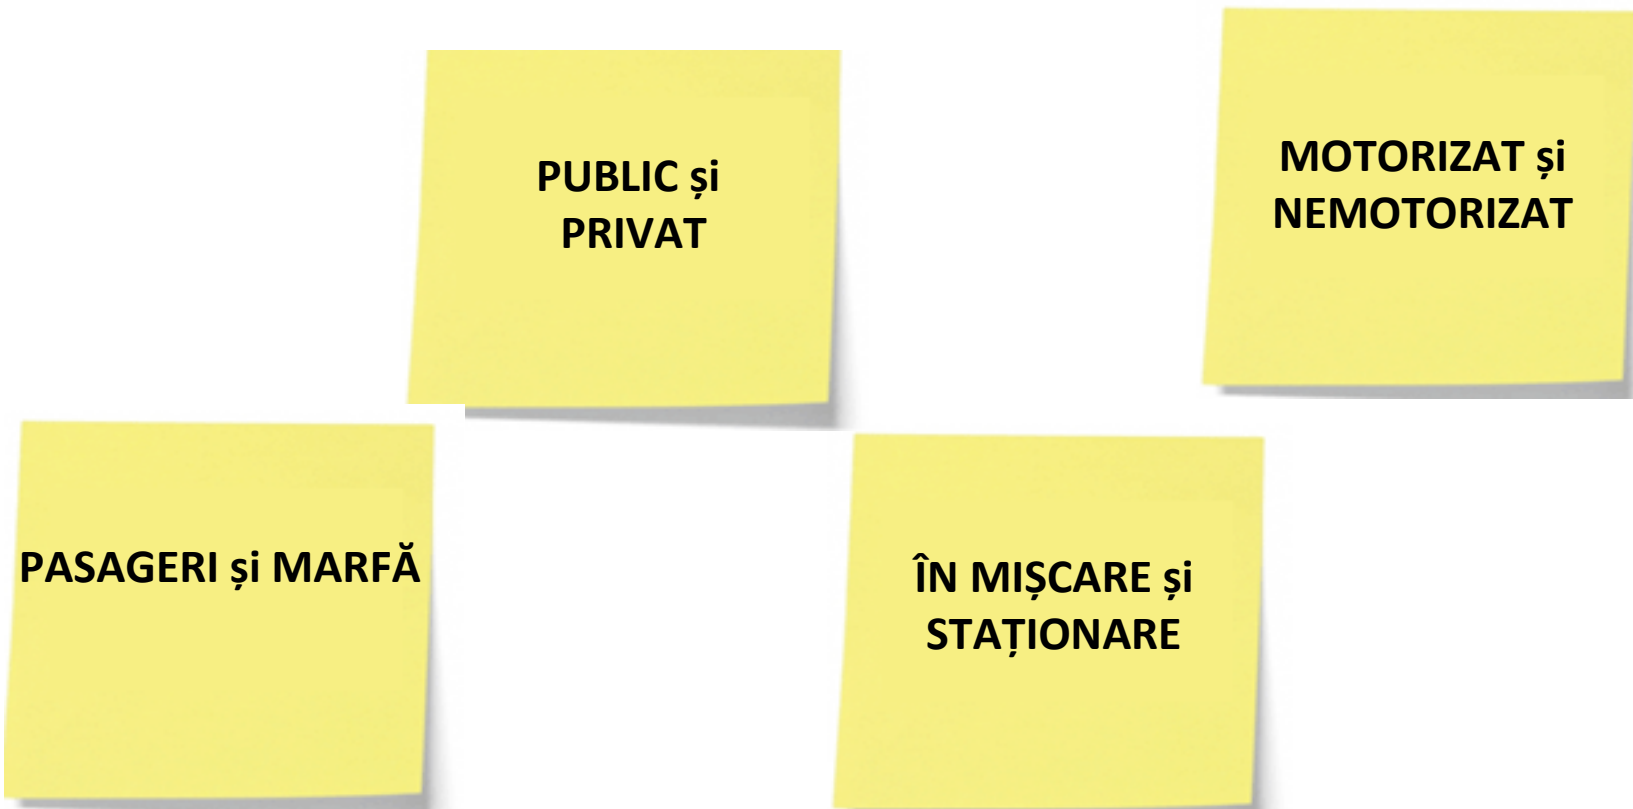 PUBLIC și
PRIVAT
MOTORIZAT și
NEMOTORIZAT
PASAGERI și MARFĂ
ÎN MIȘCARE și
STAȚIONARE